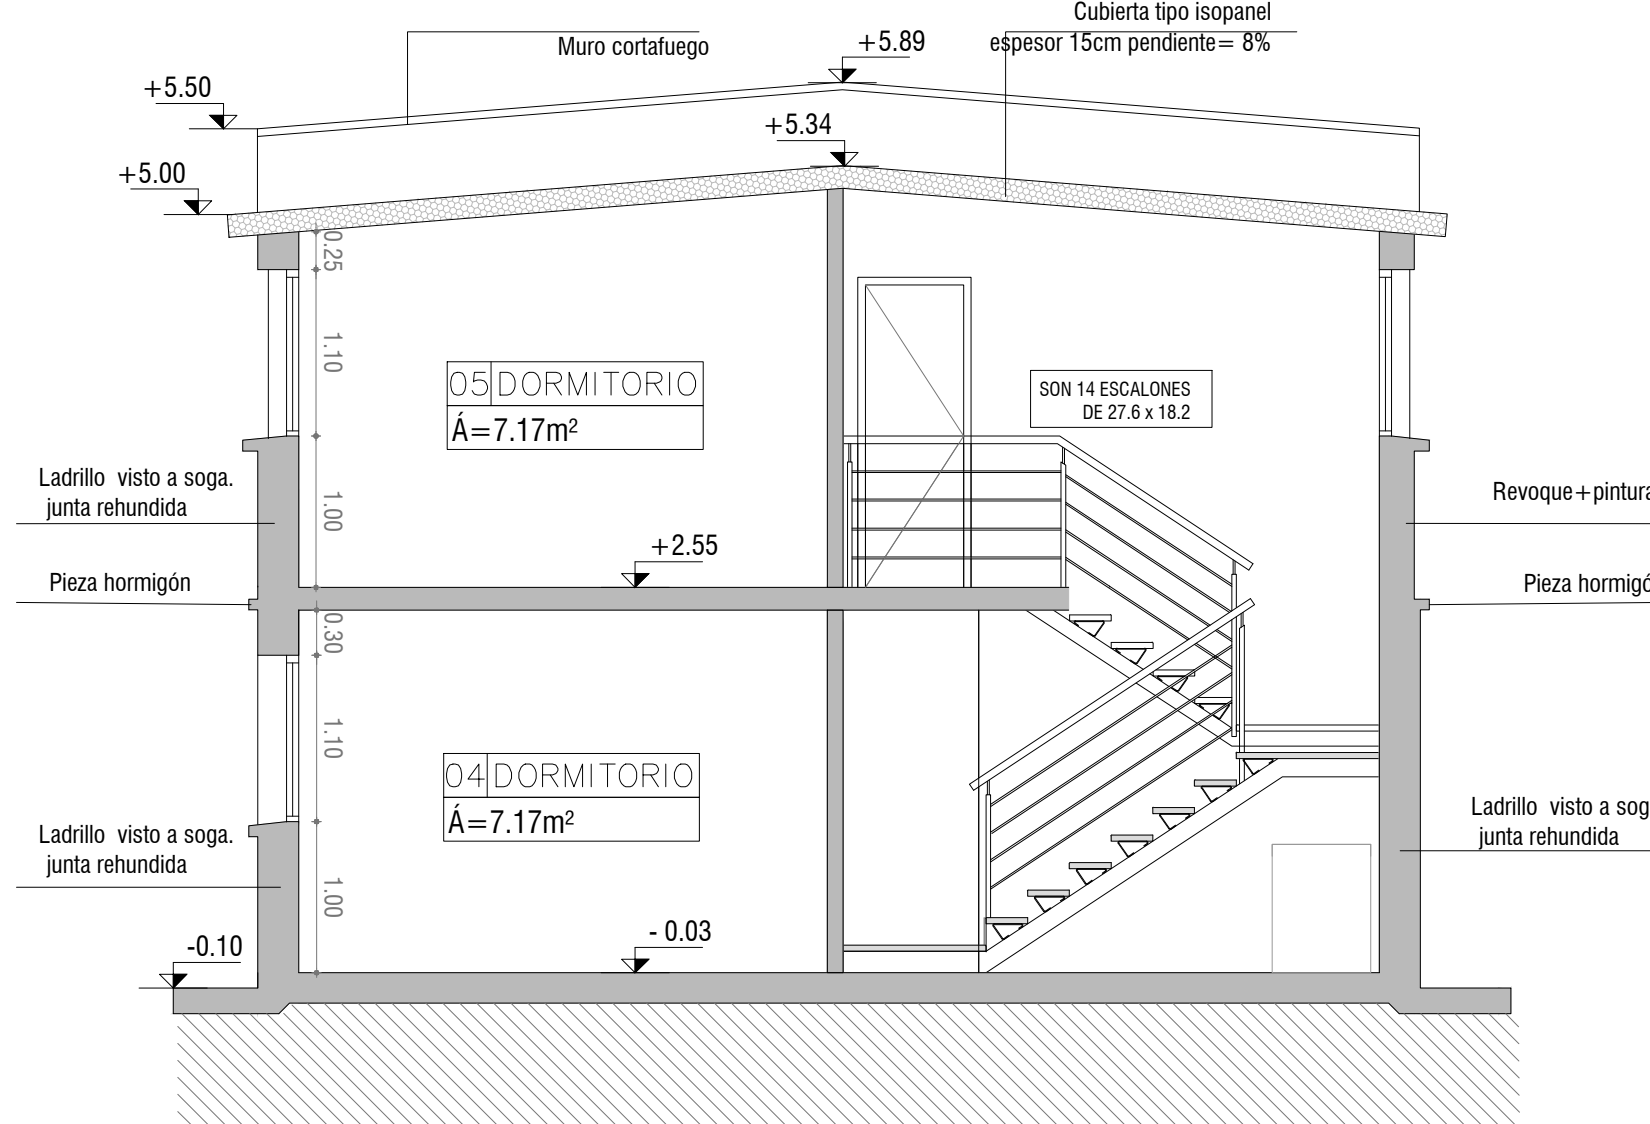 Cubierta tipo isopanel
espesor 15cm pendiente= 8%
Muro cortafuego
+5.89
+5.50
+5.34
+5.00
0.25
1.10
05 DORMITORIO
Á=7.17m²
SON 14 ESCALONES
DE 27.6 x 18.2
Ladrillo visto a soga.
junta rehundida
1.00
Revoque+pintura
+2.55
Pieza hormigón
Pieza hormigó
0.30
1.10
04 DORMITORIO
Á=7.17m²
Ladrillo visto a soga.
junta rehundida
Ladrillo visto a sog
junta rehundida
1.00
-0.10
- 0.03